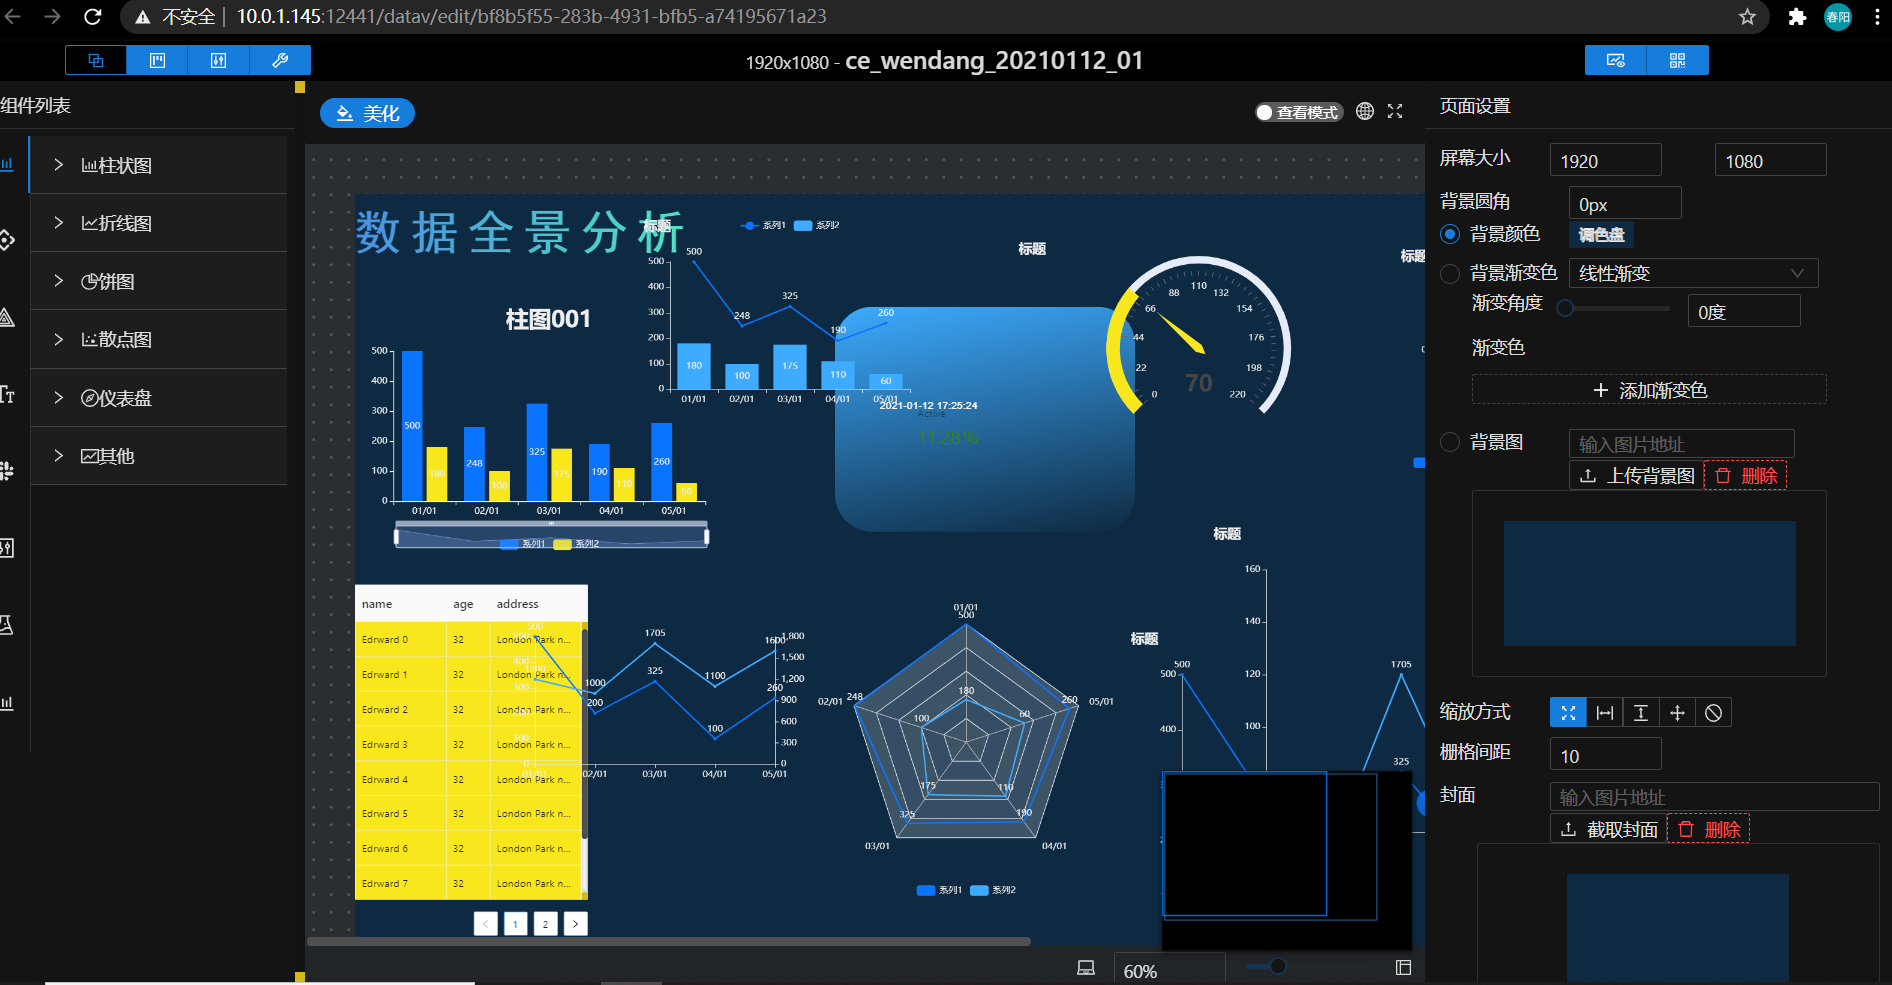 不安全 10.0.1.145:12441/datav/edit/bf8b5f55-283b-4931-bfb5-a74195671a23
春阳
1920x1080 - ce_wendang_20210112_01
组件列表
柱状图
折线图
饼图
散点图
仪表盘
其他
美化
查看模式
数据全景分析
标题
系列1 系列2
500
500
400
300
200
100
0
248
325
190
260
180
100
175
110
60
01/01 02/01 03/01 04/01 05/01
标题
0
22
44
66
88
110
132
154
176
198
220
70
标题
2021-01-12 17:25:24
Active
11.28 %
柱图001
500
400
300
200
100
0
500
180
248
100
325
175
190
110
260
60
01/01 02/01 03/01 04/01 05/01
系列1 系列2
name age address
Edrward 0 32 London Park n...
Edrward 1 32 London Park n...
Edrward 2 32 London Park n...
Edrward 3 32 London Park n...
Edrward 4 32 London Park n...
Edrward 5 32 London Park n...
Edrward 6 32 London Park n...
Edrward 7 32 London Park n...
1 2
500
1000
200
1705
325
1100
100
1600
260
1,800
1,500
1,200
900
600
300
0
01/01 02/01 03/01 04/01 05/01
01/01
500
02/01
248
05/01
260
180
100
60
175
110
325
190
03/01
04/01
系列1 系列2
标题
标题
160
140
120
100
500
500
400
1705
325
60%
页面设置
屏幕大小 1920 1080
背景圆角 0px
背景颜色 调色盘
背景渐变色 线性渐变
渐变角度 0度
渐变色
添加渐变色
背景图 输入图片地址
上传背景图 删除
缩放方式
栅格间距 10
封面 输入图片地址
截取封面 删除